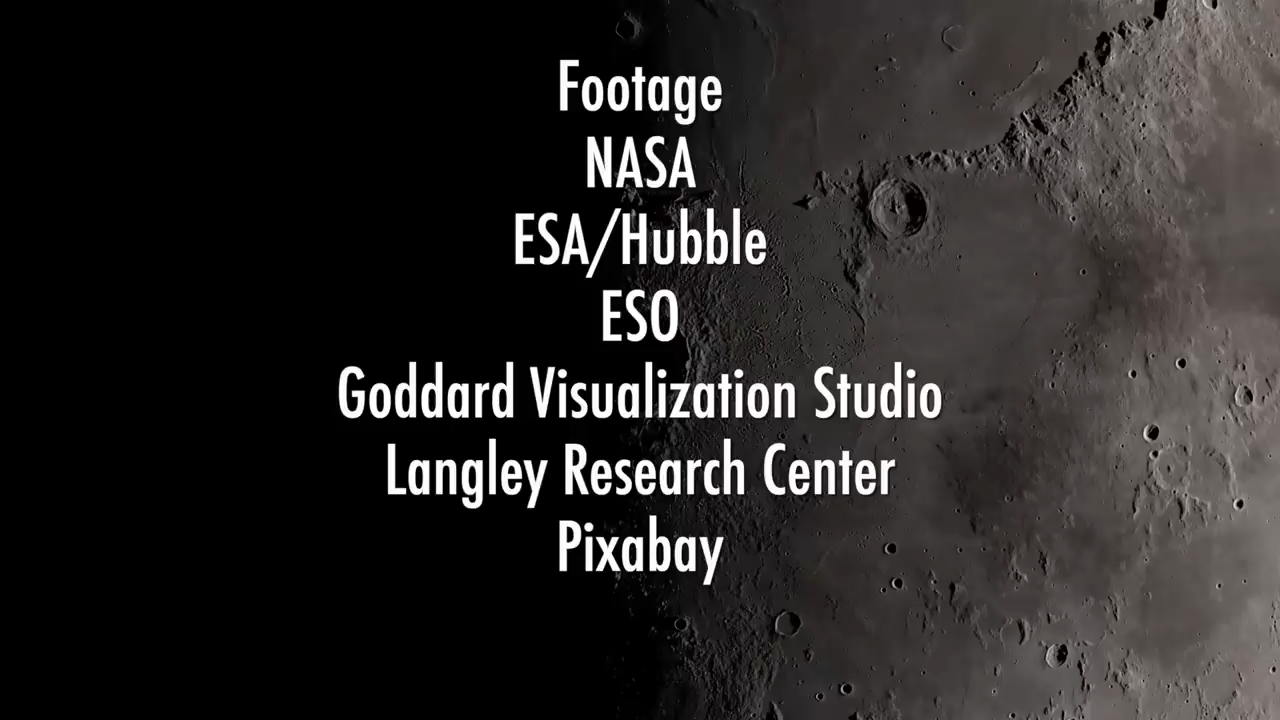 Footage
NASA
ESA/Hubble
ESO
Goddard Visualization Studio
Langley Research Center
Pixabay